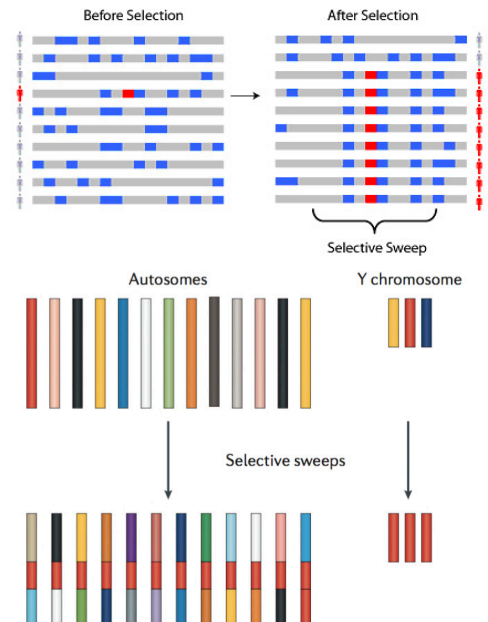 Before Selection
After Selection
Selective Sweep
Autosomes
Y chromosome
Selective sweeps